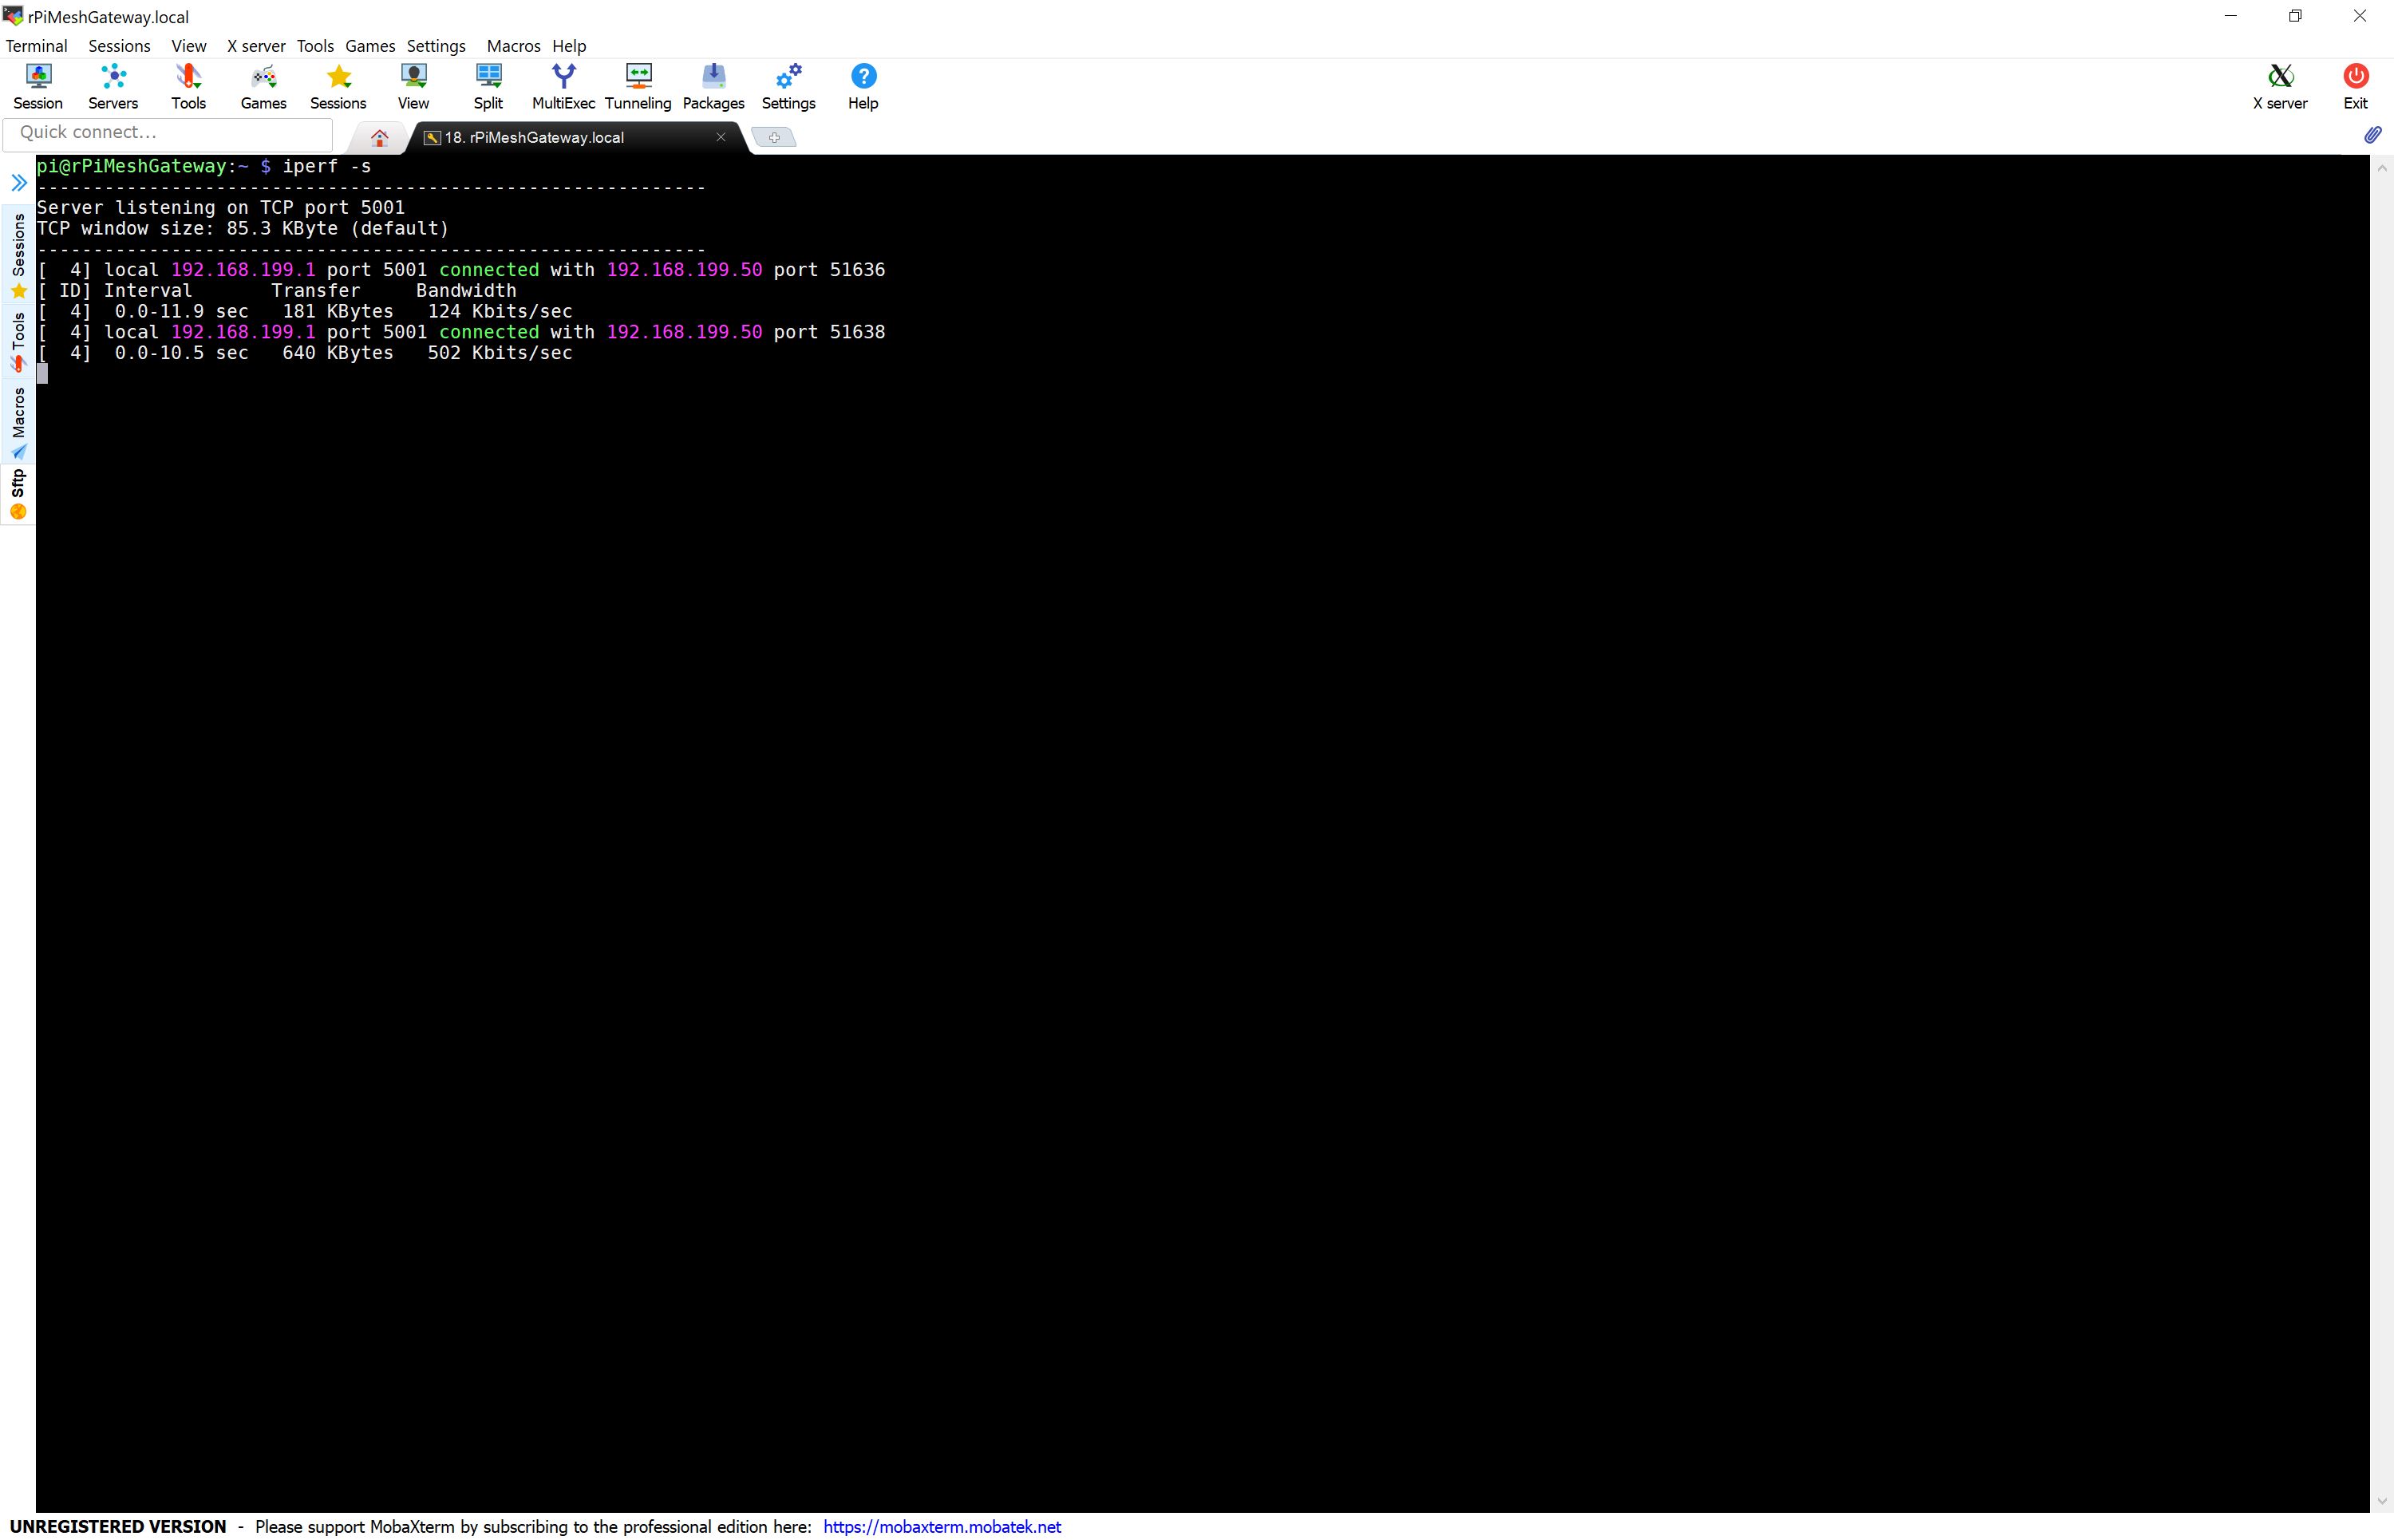 rPiMeshGateway.local
Terminal Sessions View X server Tools Games Settings Macros Help
Session Servers Tools Games Sessions View Split MultiExec Tunneling Packages Settings Help X server Exit
Quick connect...
18. rPiMeshGateway.local
pi@rPiMeshGateway:~ $ iperf -s
------------------------------------------------------------
Server listening on TCP port 5001
TCP window size: 85.3 KByte (default)
------------------------------------------------------------
[  4] local 192.168.199.1 port 5001 connected with 192.168.199.50 port 51636
[ ID] Interval       Transfer     Bandwidth
[  4]  0.0-11.9 sec   181 KBytes   124 Kbits/sec
[  4] local 192.168.199.1 port 5001 connected with 192.168.199.50 port 51638
[  4]  0.0-10.5 sec   640 KBytes   502 Kbits/sec
Sessions
Tools
Macros
Sftp
UNREGISTERED VERSION - Please support MobaXterm by subscribing to the professional edition here: https://mobaxterm.mobatek.net